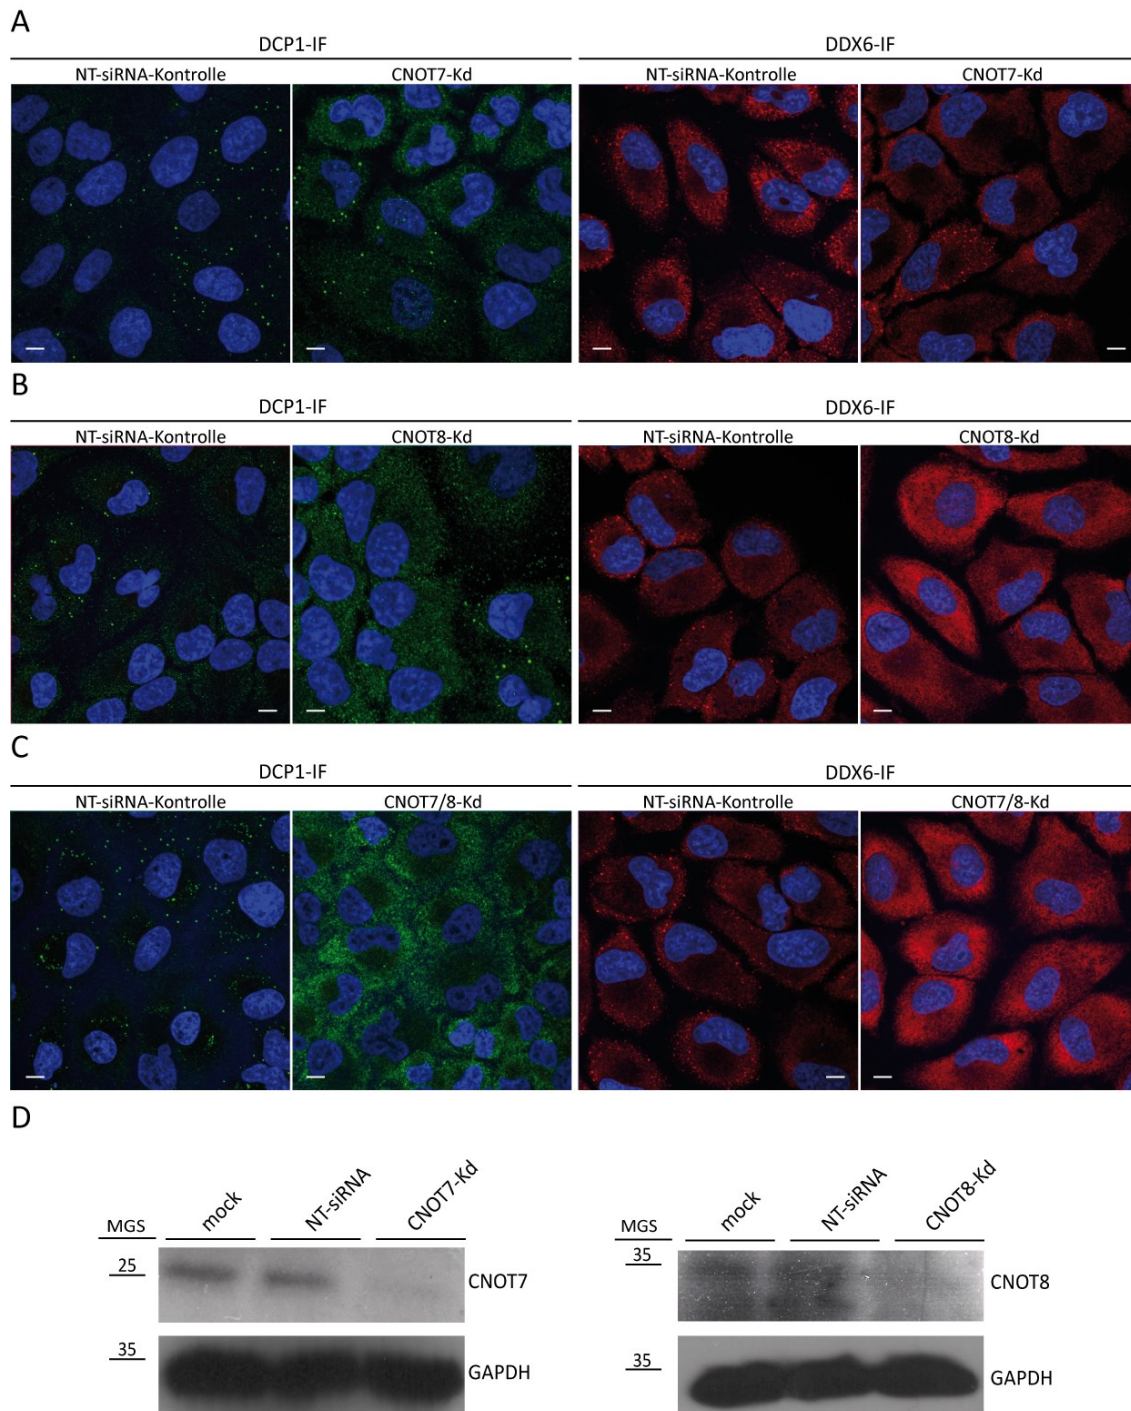 A
DCP1-IF DDX6-IF
NT-siRNA-Kontrolle CNOT7-Kd NT-siRNA-Kontrolle CNOT7-Kd
B
DCP1-IF DDX6-IF
NT-siRNA-Kontrolle CNOT8-Kd NT-siRNA-Kontrolle CNOT8-Kd
C
DCP1-IF DDX6-IF
NT-siRNA-Kontrolle CNOT7/8-Kd NT-siRNA-Kontrolle CNOT7/8-Kd
D
MGS mock NT-siRNA CNOT7-Kd
25 CNOT7
35 GAPDH
MGS mock NT-siRNA CNOT8-Kd
35 CNOT8
35 GAPDH